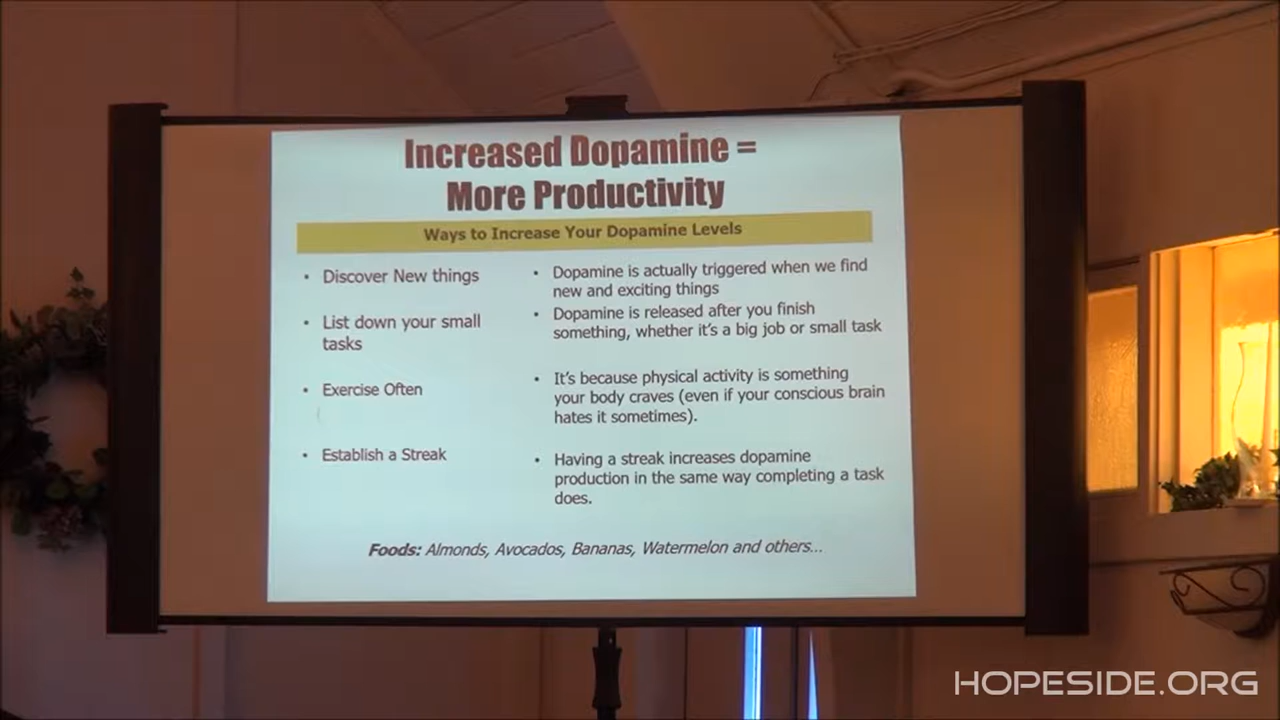 Increased Dopamine =
More Productivity
Ways to Increase Your Dopamine Levels
• Discover New things
• Dopamine is actually triggered when we find
new and exciting things
• List down your small
tasks
• Dopamine is released after you finish
something, whether it's a big job or small task
• Exercise Often
• It's because physical activity is something
your body craves (even if your conscious brain
hates it sometimes).
• Establish a Streak
• Having a streak increases dopamine
production in the same way completing a task
does.
Foods: Almonds, Avocados, Bananas, Watermelon and others...
HOPESIDE.ORG